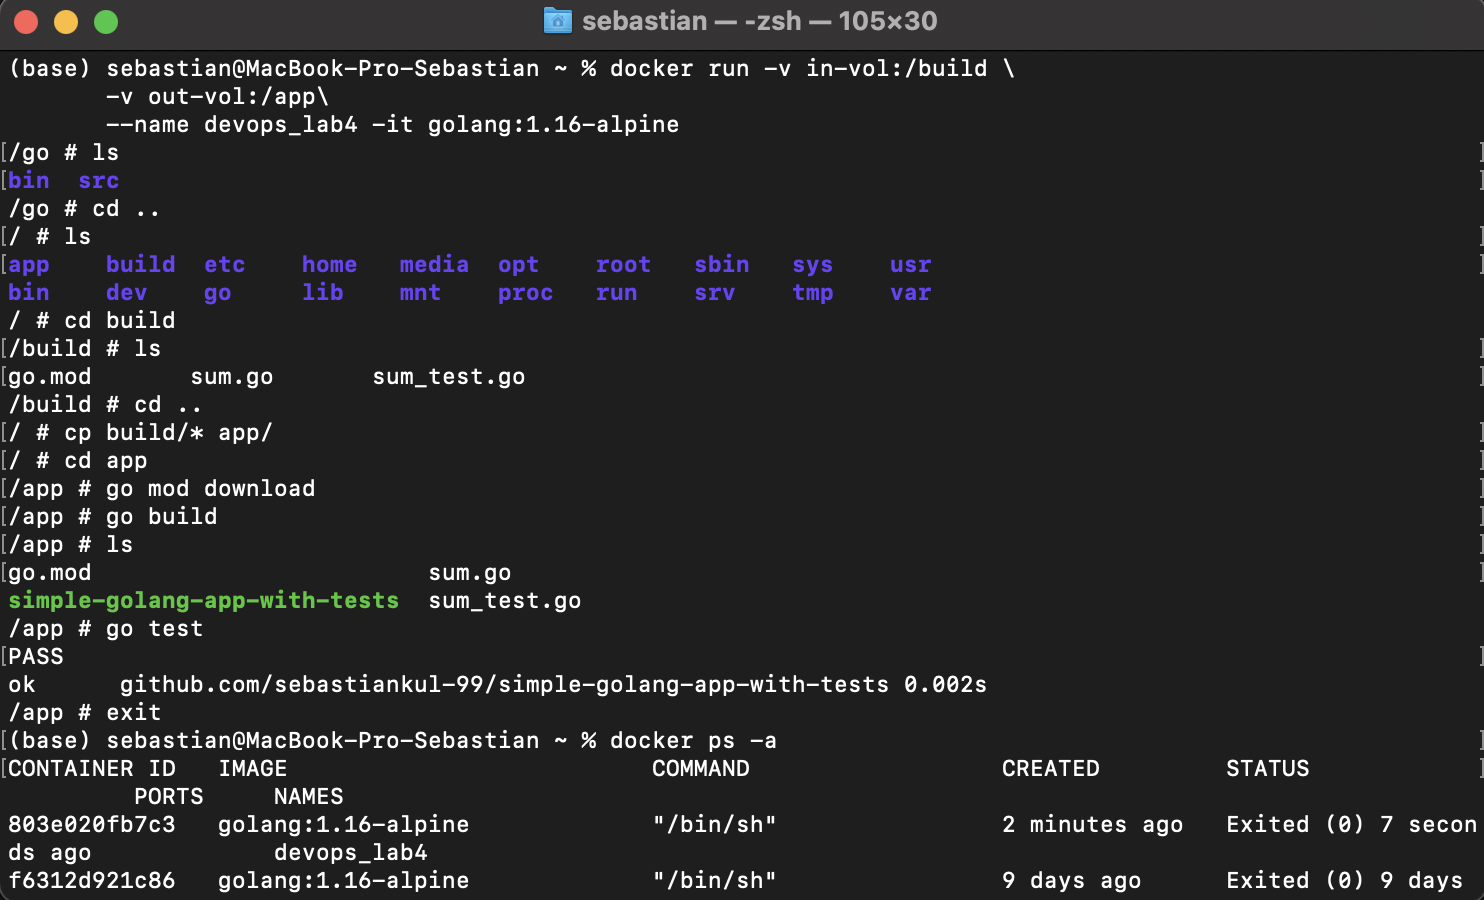 sebastian — -zsh — 105×30
(base) sebastian@MacBook-Pro-Sebastian ~ % docker run -v in-vol:/build \
-v out-vol:/app\
--name devops_lab4 -it golang:1.16-alpine
[/go # ls ]
[bin src ]
/go # cd ..
[/ # ls ]
[app build etc home media opt root sbin sys usr ]
bin dev go lib mnt proc run srv tmp var
/ # cd build
[/build # ls ]
[go.mod sum.go sum_test.go ]
/build # cd ..
[/ # cp build/* app/ ]
[/ # cd app ]
[/app # go mod download ]
[/app # go build ]
[/app # ls ]
[go.mod sum.go ]
simple-golang-app-with-tests sum_test.go
/app # go test
[PASS ]
ok github.com/sebastiankul-99/simple-golang-app-with-tests 0.002s
/app # exit
[(base) sebastian@MacBook-Pro-Sebastian ~ % docker ps -a ]
[CONTAINER ID IMAGE COMMAND CREATED STATUS ]
PORTS NAMES
803e020fb7c3 golang:1.16-alpine "/bin/sh" 2 minutes ago Exited (0) 7 secon
ds ago devops_lab4
f6312d921c86 golang:1.16-alpine "/bin/sh" 9 days ago Exited (0) 9 days